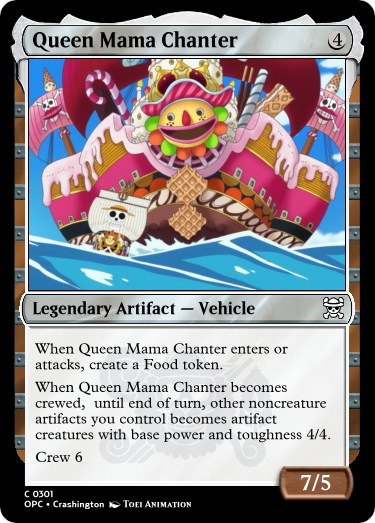 Queen Mama Chanter 4
Legendary Artifact — Vehicle
When Queen Mama Chanter enters or
attacks, create a Food token.
When Queen Mama Chanter becomes
crewed,  until end of turn, other noncreature
artifacts you control becomes artifact
creatures with base power and toughness 4/4.
Crew 6
7/5
C 0301
OPC • Crashington TOEI ANIMATION